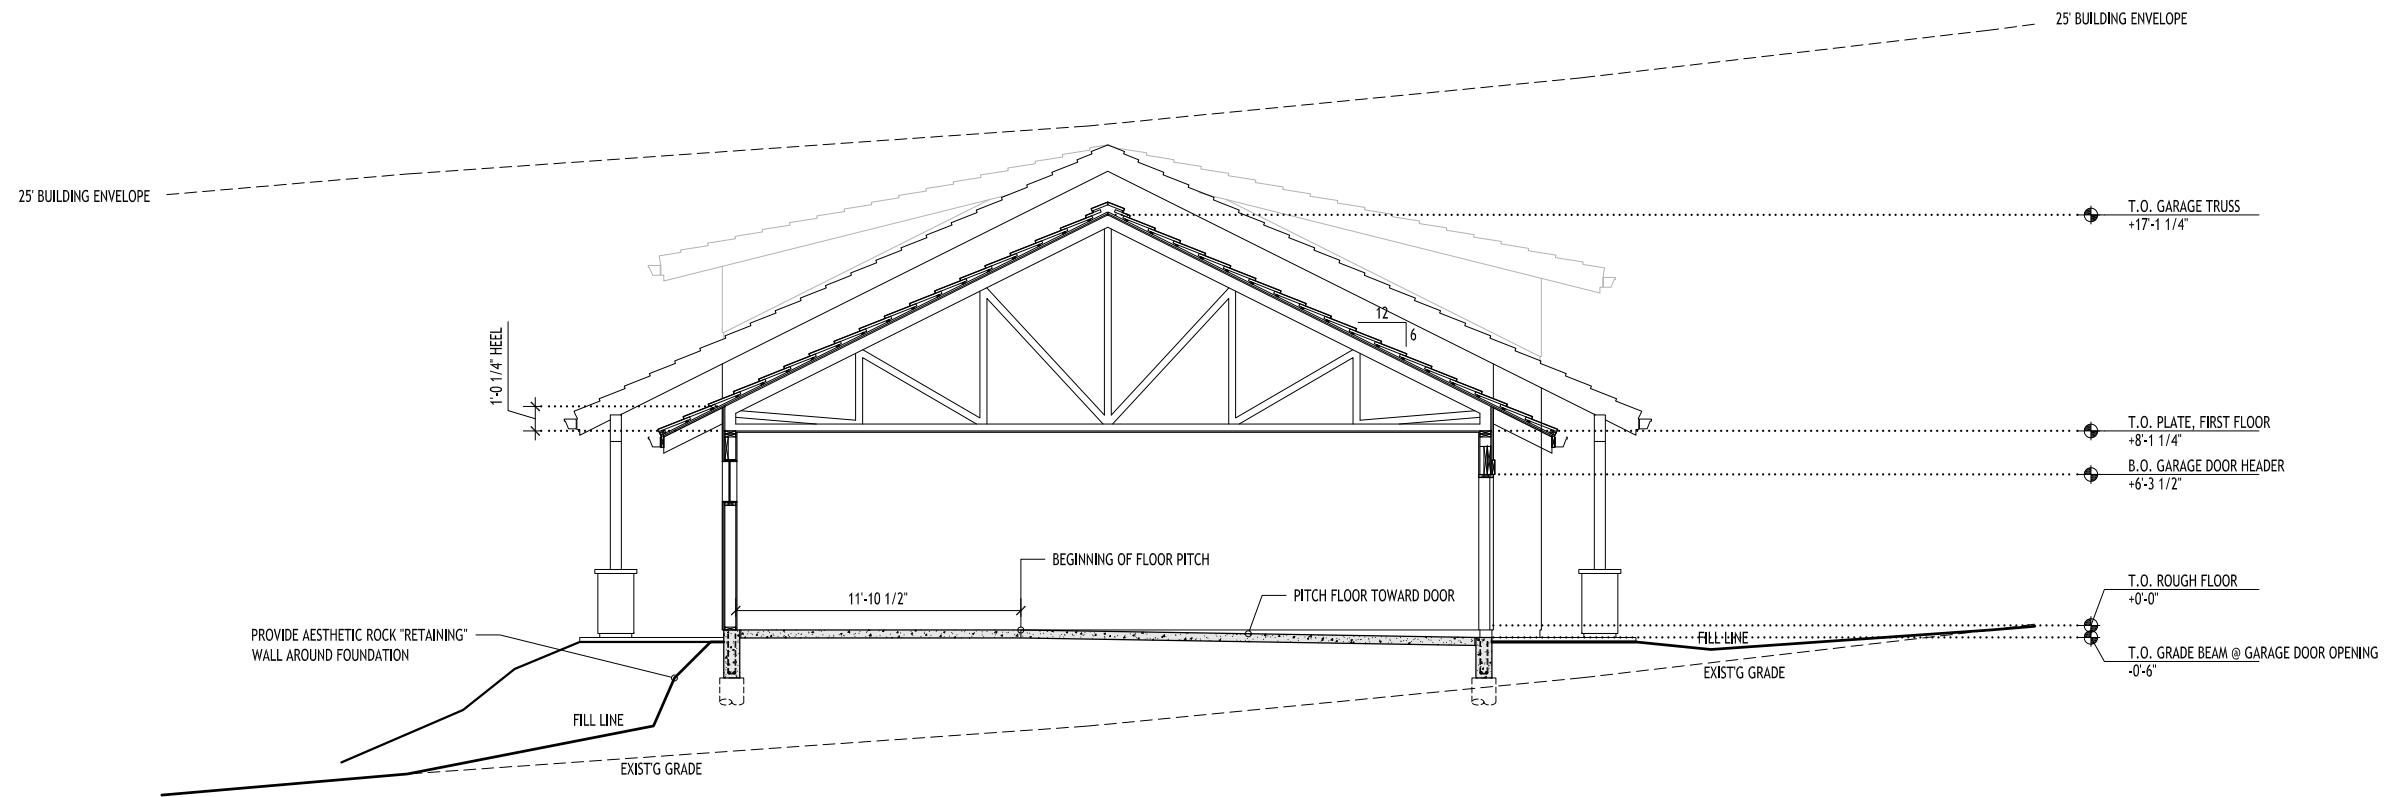 25' BUILDING ENVELOPE
25' BUILDING ENVELOPE
T.O. GARAGE TRUSS
+17'-1 1/4"
12
6
1'-0 1/4" HEEL
T.O. PLATE, FIRST FLOOR
+8'-1 1/4"
B.O. GARAGE DOOR HEADER
+6'-3 1/2"
BEGINNING OF FLOOR PITCH
11'-10 1/2"
PITCH FLOOR TOWARD DOOR
T.O. ROUGH FLOOR
+0'-0"
PROVIDE AESTHETIC ROCK "RETAINING"
WALL AROUND FOUNDATION
FILL LINE
T.O. GRADE BEAM @ GARAGE DOOR OPENING
-0'-6"
EXIST'G GRADE
FILL LINE
EXIST'G GRADE